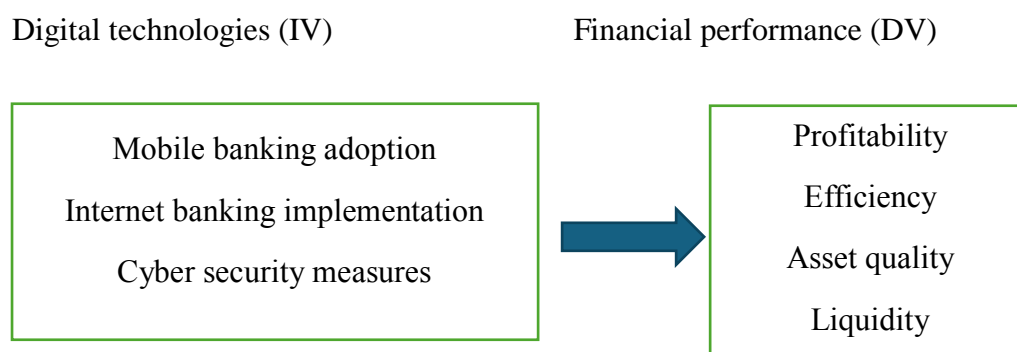 Digital technologies (IV)
Financial performance (DV)
Mobile banking adoption
Internet banking implementation
Cyber security measures
Profitability
Efficiency
Asset quality
Liquidity